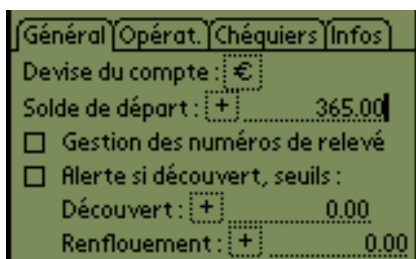 Général Opérat. Chéquiers Infos
Devise du compte : €
Solde de départ : + 365.00
Gestion des numéros de relevé
Alerte si découvert, seuils :
Découvert : + 0.00
Renflouement : + 0.00